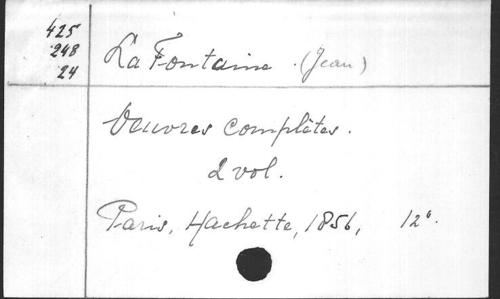 425
248
24
La Fontaine. (Jean)
Oeuvres complètes.
2 vol.
Paris, Hachette, 1856, 12°.